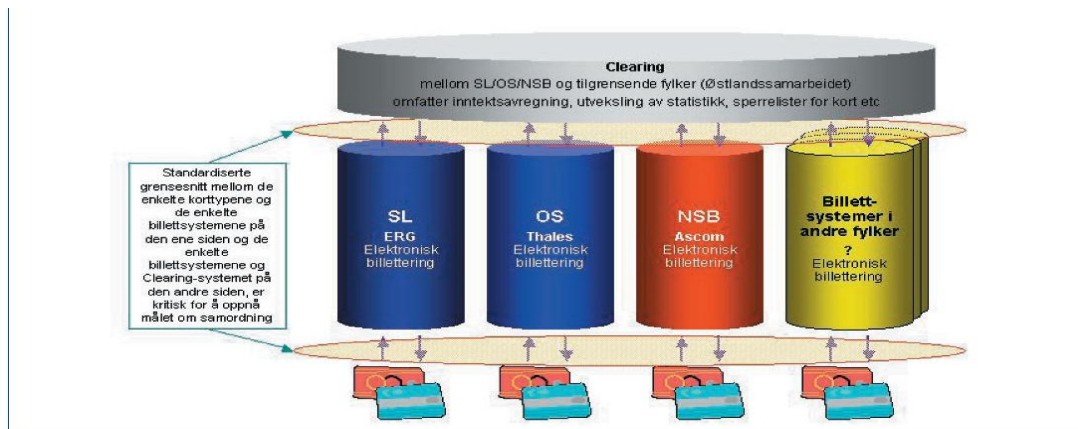 Clearing
mellom SL/OS/NSB og tilgrensende fylker (Østlandssamarbeidet)
omfatter inntektsavregning, utveksling av statistikk, sperrelister for kort etc
Standardiserte
grensesnitt mellom de
enkelte korttypene og
de enkelte
billettsystemene på
den ene siden og de
enkelte
billettsystemene og
Clearing-systemet på
den andre siden, er
kritisk for å oppnå
målet om samordning
SL
ERG
Elektronisk
billettering
OS
Thales
Elektronisk
billettering
NSB
Ascom
Elektronisk
billettering
Billett-
systemer i
andre fylker
?
Elektronisk
billettering